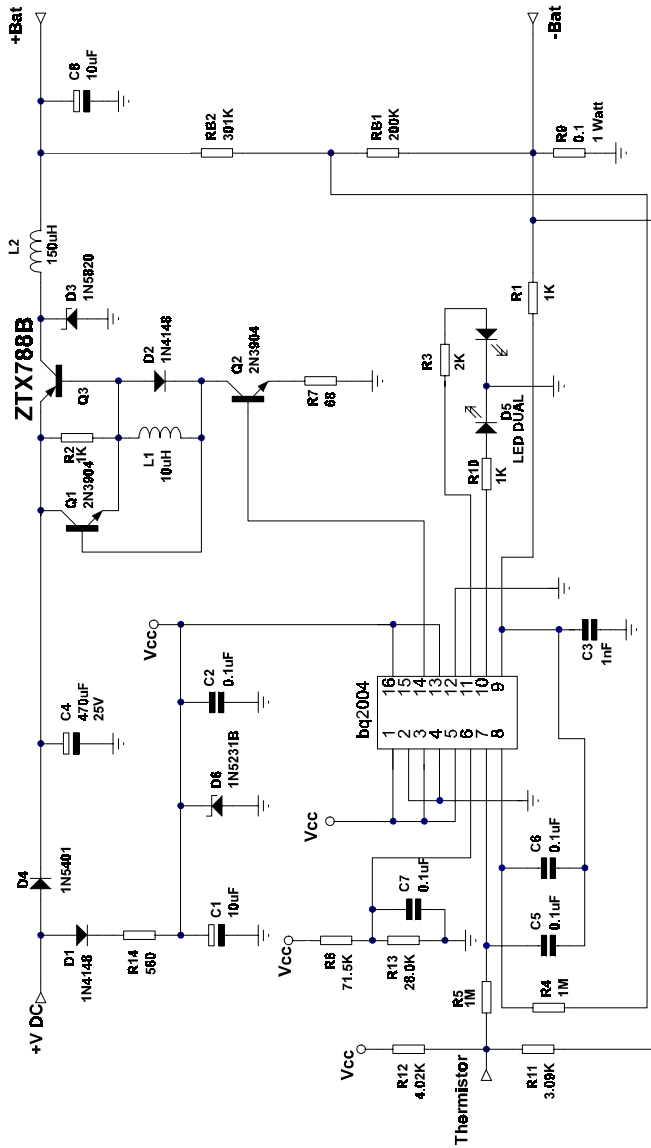 +V DC
D4
1N5401
D1
1N4148
R14
560
C1
10uF
D6
1N5231B
C2
0.1uF
C4
470uF
25V
Vcc
Q1
2N3904
R2
1K
L1
10uH
ZTX788B
Q3
D2
1N4148
Q2
2N3904
R7
68
D3
1N5820
L2
150uH
C8
10uF
+Bat
RB2
301K
RB1
200K
-Bat
R9
0.1
1 Watt
Vcc
R6
71.5K
R13
28.0K
C7
0.1uF
Vcc
bq2004
1 16
2 15
3 14
4 13
5 12
6 11
7 10
8 9
R3
2K
R10
1K
D5
LED DUAL
R1
1K
C3
1nF
Vcc
R12
4.02K
Thermistor
R11
3.09K
R5
1M
R4
1M
C5
0.1uF
C6
0.1uF